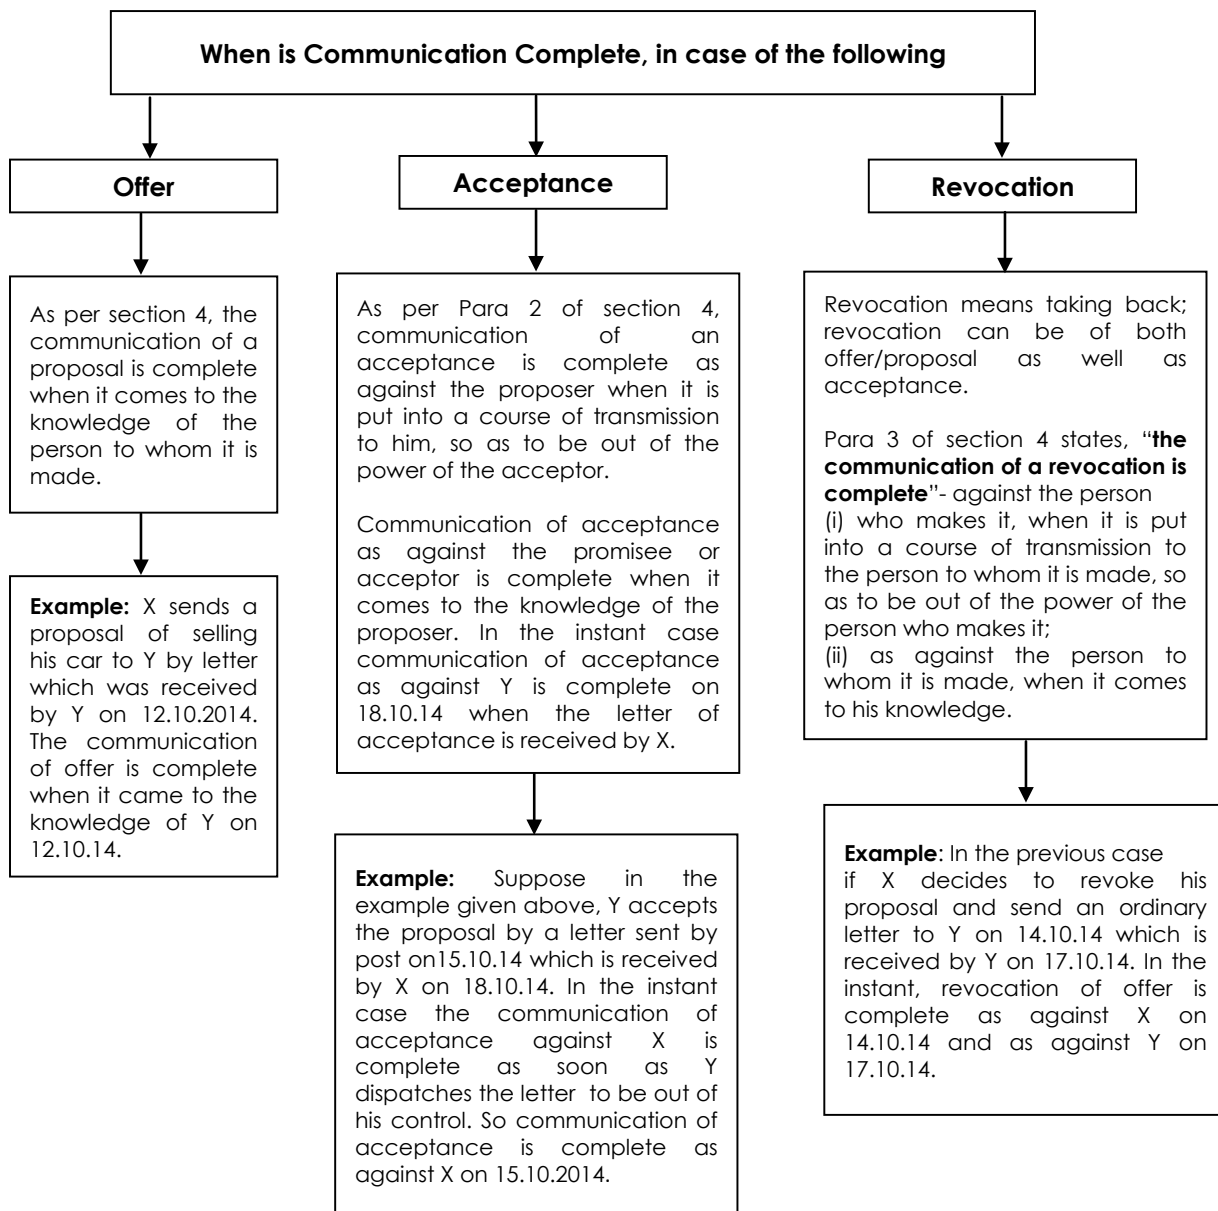 When is Communication Complete, in case of the following
Offer
As per section 4, the
communication of a
proposal is complete
when it comes to the
knowledge of the
person to whom it is
made.
Example: X sends a
proposal of selling
his car to Y by letter
which was received
by Y on 12.10.2014.
The communication
of offer is complete
when it came to the
knowledge of Y on
12.10.14.
Acceptance
As per Para 2 of section 4,
communication of an
acceptance is complete as
against the proposer when it is
put into a course of transmission
to him, so as to be out of the
power of the acceptor.
Communication of acceptance
as against the promisee or
acceptor is complete when it
comes to the knowledge of the
proposer. In the instant case
communication of acceptance
as against Y is complete on
18.10.14 when the letter of
acceptance is received by X.
Example: Suppose in the
example given above, Y accepts
the proposal by a letter sent by
post on15.10.14 which is received
by X on 18.10.14. In the instant
case the communication of
acceptance against X is
complete as soon as Y
dispatches the letter to be out of
his control. So communication of
acceptance is complete as
against X on 15.10.2014.
Revocation
Revocation means taking back;
revocation can be of both
offer/proposal as well as
acceptance.
Para 3 of section 4 states, “the
communication of a revocation is
complete”- against the person
(i) who makes it, when it is put
into a course of transmission to
the person to whom it is made, so
as to be out of the power of the
person who makes it;
(ii) as against the person to
whom it is made, when it comes
to his knowledge.
Example: In the previous case
if X decides to revoke his
proposal and send an ordinary
letter to Y on 14.10.14 which is
received by Y on 17.10.14. In the
instant, revocation of offer is
complete as against X on
14.10.14 and as against Y on
17.10.14.